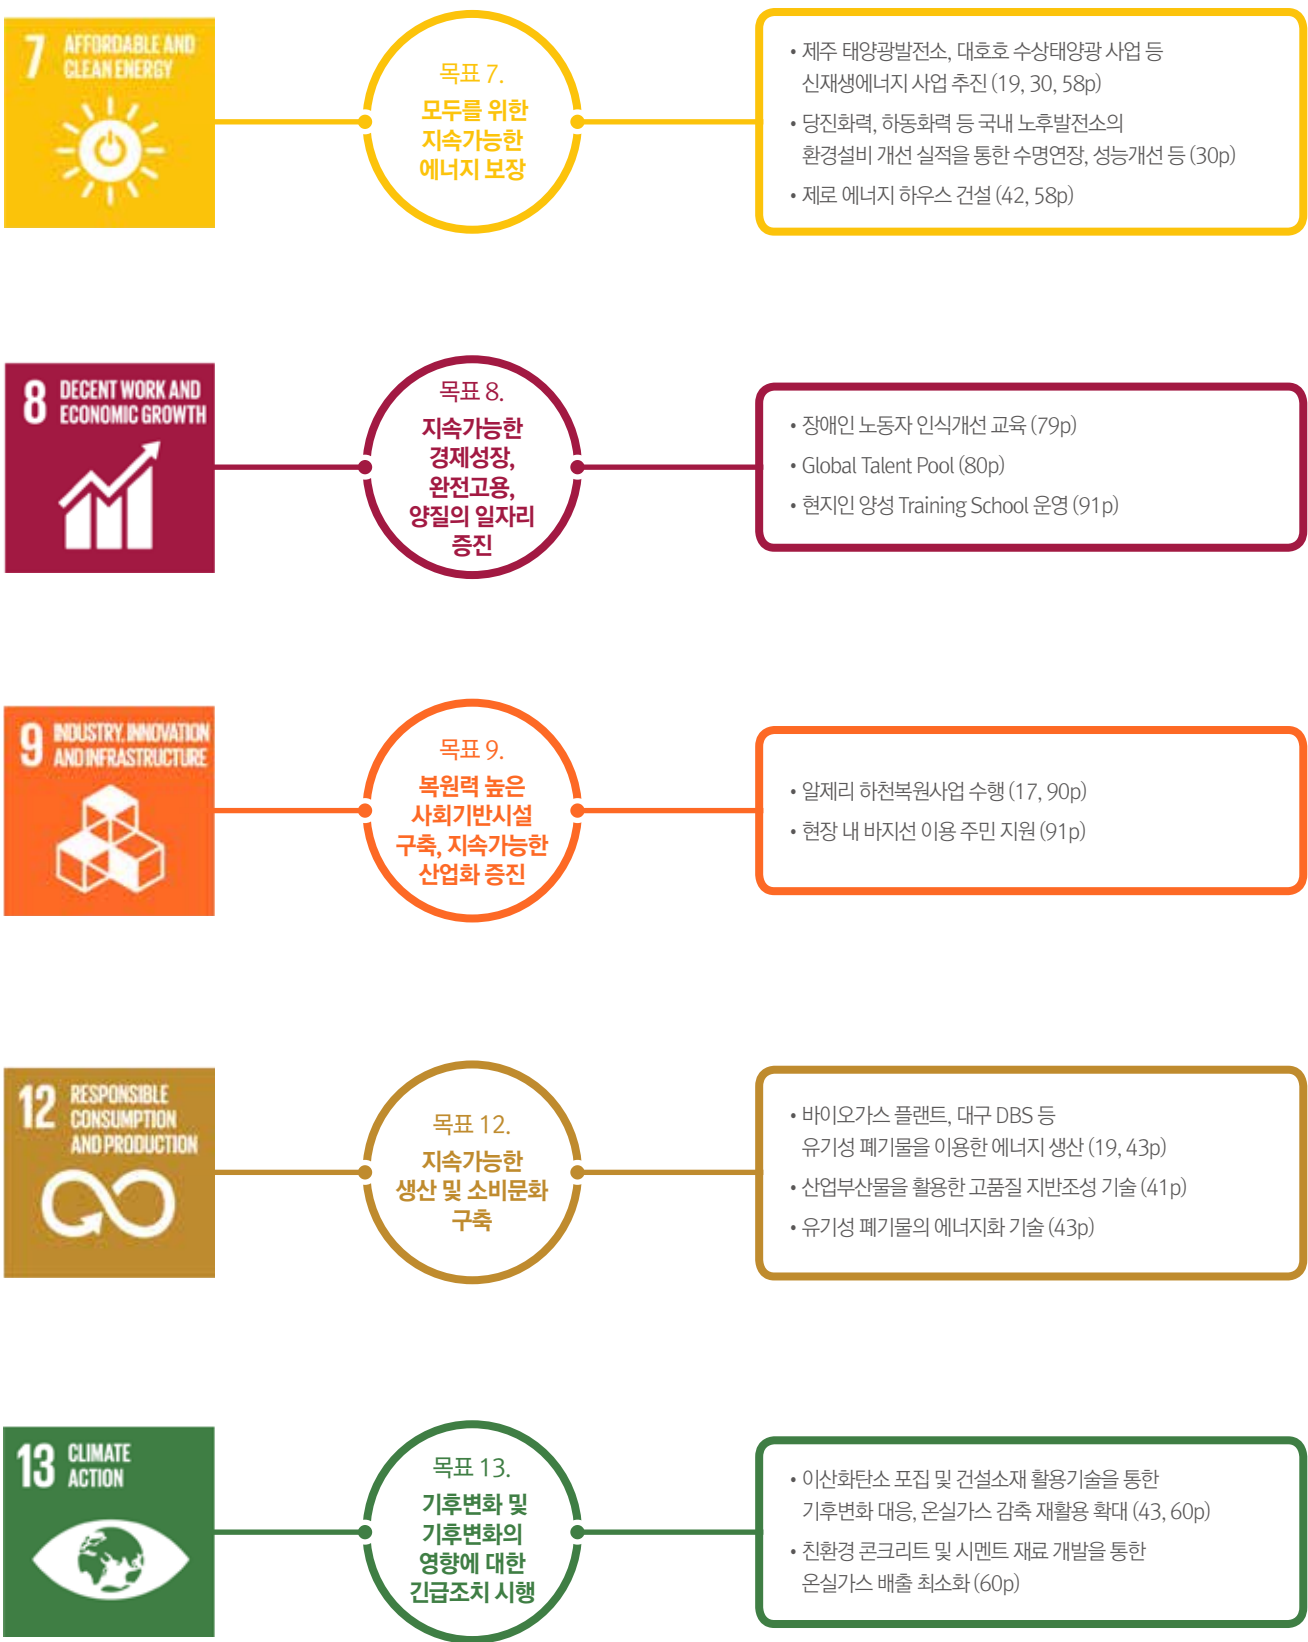 7 AFFORDABLE AND
CLEAN ENERGY
목표 7.
모두를 위한
지속가능한
에너지 보장
• 제주 태양광발전소, 대호호 수상태양광 사업 등
신재생에너지 사업 추진 (19, 30, 58p)
• 당진화력, 하동화력 등 국내 노후발전소의
환경설비 개선 실적을 통한 수명연장, 성능개선 등 (30p)
• 제로 에너지 하우스 건설 (42, 58p)
8 DECENT WORK AND
ECONOMIC GROWTH
목표 8.
지속가능한
경제성장,
완전고용,
양질의 일자리
증진
• 장애인 노동자 인식개선 교육 (79p)
• Global Talent Pool (80p)
• 현지인 양성 Training School 운영 (91p)
9 INDUSTRY, INNOVATION
AND INFRASTRUCTURE
목표 9.
복원력 높은
사회기반시설
구축, 지속가능한
산업화 증진
• 알제리 하천복원사업 수행 (17, 90p)
• 현장 내 바지선 이용 주민 지원 (91p)
12 RESPONSIBLE
CONSUMPTION
AND PRODUCTION
목표 12.
지속가능한
생산 및 소비문화
구축
• 바이오가스 플랜트, 대구 DBS 등
유기성 폐기물을 이용한 에너지 생산 (19, 43p)
• 산업부산물을 활용한 고품질 지반조성 기술 (41p)
• 유기성 폐기물의 에너지화 기술 (43p)
13 CLIMATE
ACTION
목표 13.
기후변화 및
기후변화의
영향에 대한
긴급조치 시행
• 이산화탄소 포집 및 건설소재 활용기술을 통한
기후변화 대응, 온실가스 감축 재활용 확대 (43, 60p)
• 친환경 콘크리트 및 시멘트 재료 개발을 통한
온실가스 배출 최소화 (60p)